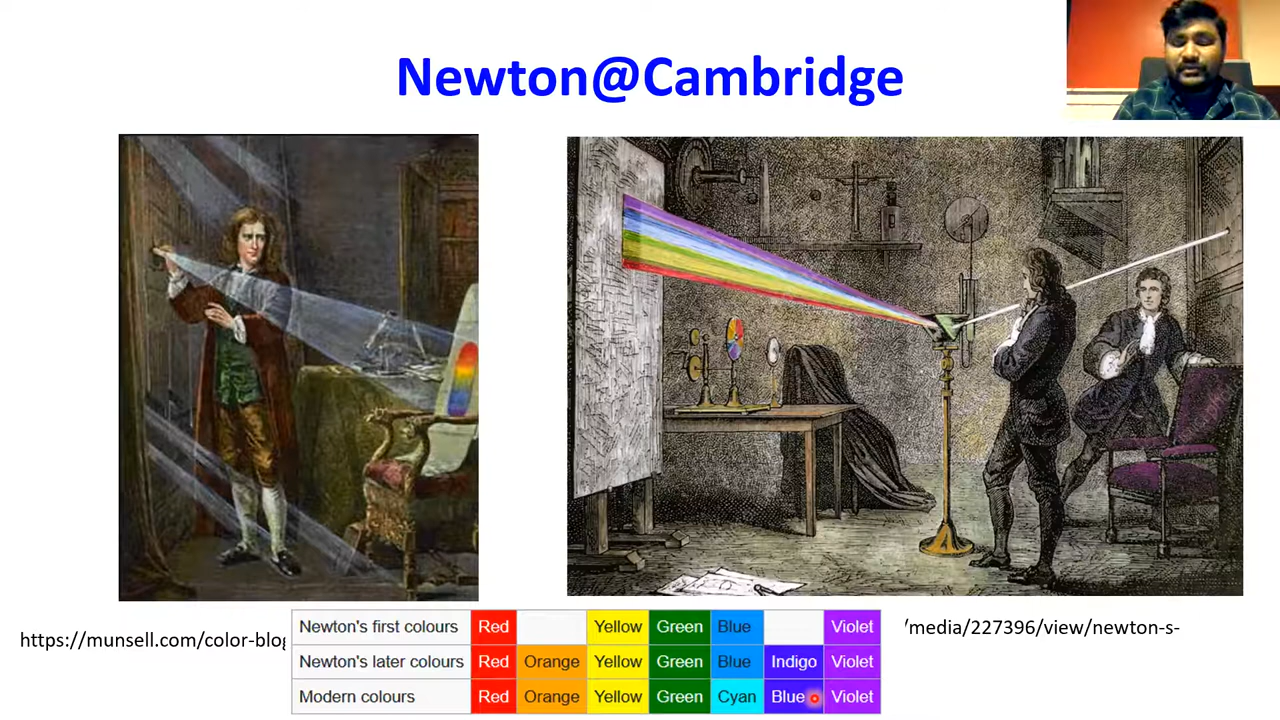 Newton@Cambridge
https://munsell.com/color-blog
/media/227396/view/newton-s-
Newton's first colours Red Yellow Green Blue Violet
Newton's later colours Red Orange Yellow Green Blue Indigo Violet
Modern colours Red Orange Yellow Green Cyan Blue Violet